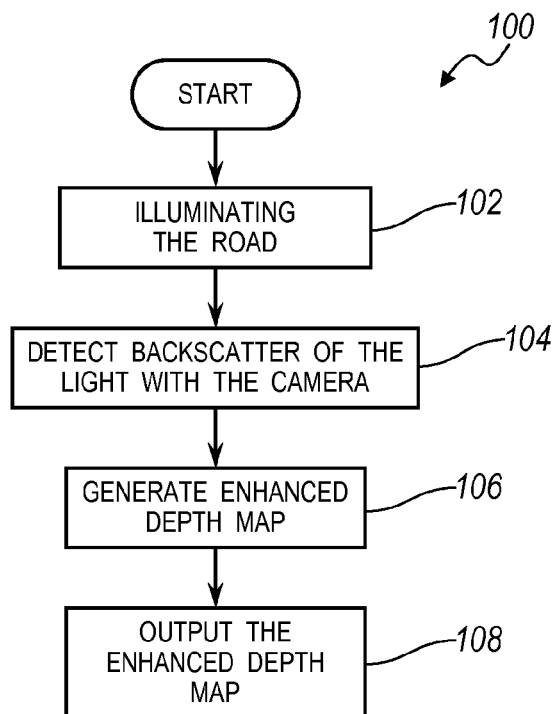 100
START
ILLUMINATING
THE ROAD
102
DETECT BACKSCATTER OF THE
LIGHT WITH THE CAMERA
104
GENERATE ENHANCED
DEPTH MAP
106
OUTPUT THE
ENHANCED DEPTH
MAP
108